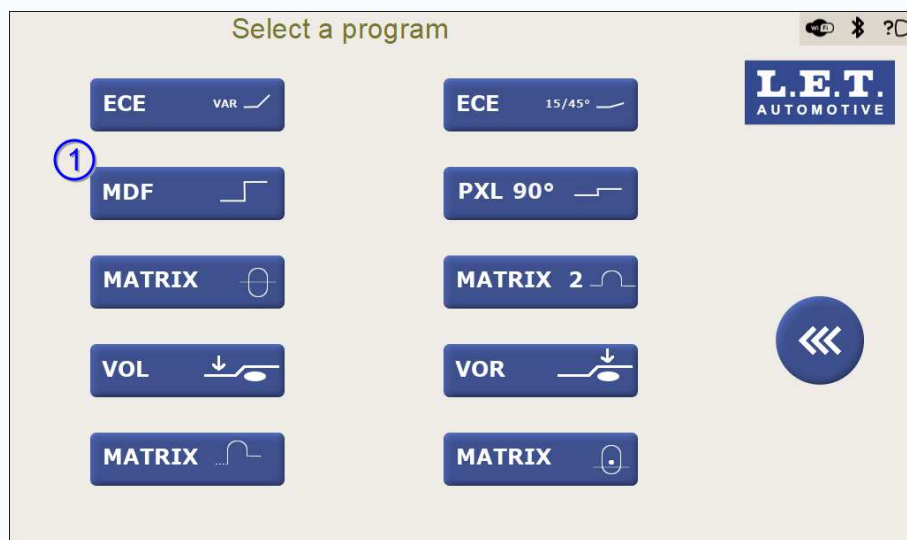 Select a program
WiFi ?
ECE VAR
ECE 15/45°
L.E.T.
AUTOMOTIVE
1
MDF
PXL 90°
MATRIX
MATRIX 2
VOL
VOR
MATRIX ...
MATRIX